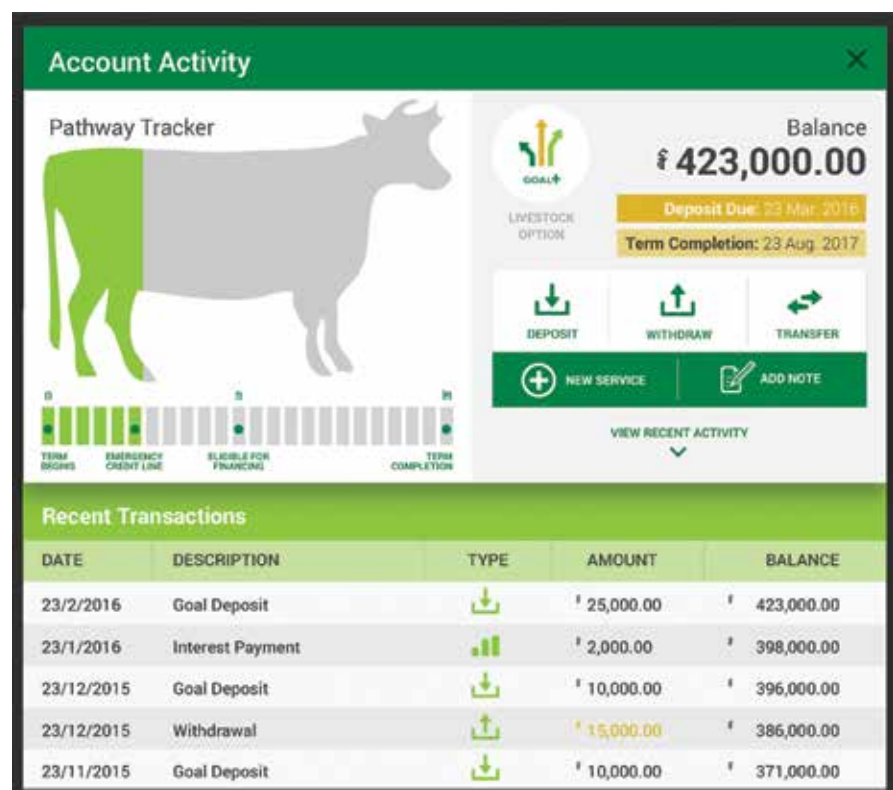 Account Activity
Pathway Tracker
GOAL+
LIVESTOCK
OPTION
Balance
423,000.00
Deposit Due: 23 Mar. 2016
Term Completion: 23 Aug. 2017
DEPOSIT
WITHDRAW
TRANSFER
NEW SERVICE
ADD NOTE
VIEW RECENT ACTIVITY
TERM
BEGINS
EMERGENCY
CREDIT LINE
ELIGIBLE FOR
FINANCING
TERM
COMPLETION
Recent Transactions
DATE DESCRIPTION TYPE AMOUNT BALANCE
23/2/2016 Goal Deposit 25,000.00 423,000.00
23/1/2016 Interest Payment 2,000.00 398,000.00
23/12/2015 Goal Deposit 10,000.00 396,000.00
23/12/2015 Withdrawal 15,000.00 386,000.00
23/11/2015 Goal Deposit 10,000.00 371,000.00